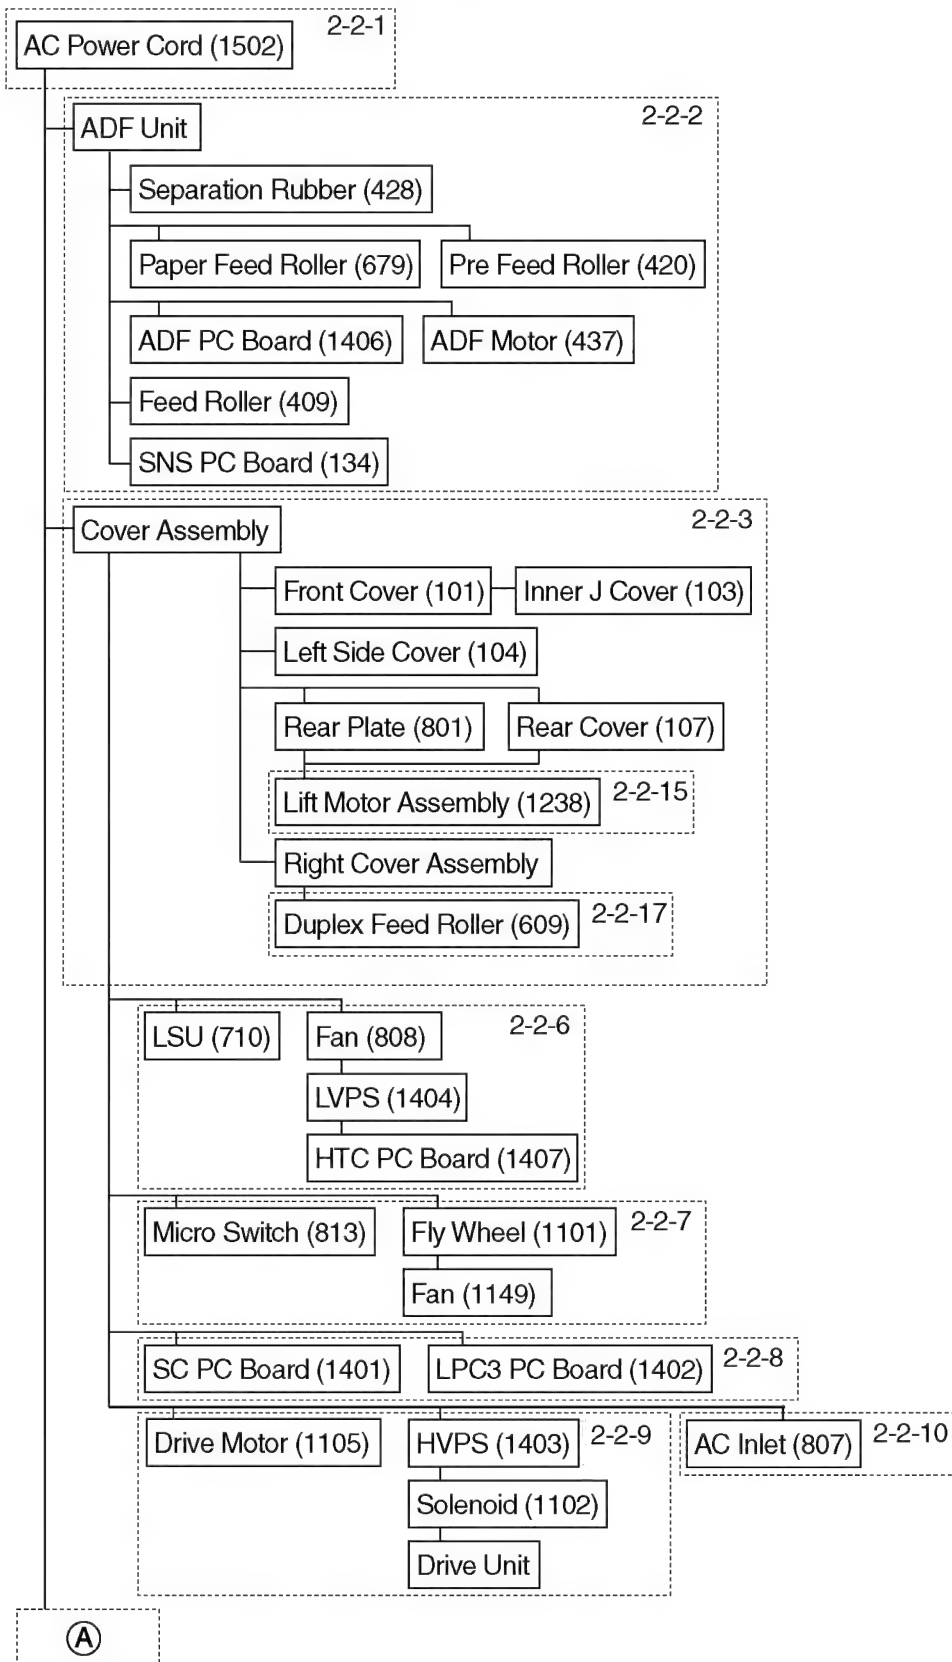 2-2-1
AC Power Cord (1502)
2-2-2
ADF Unit
Separation Rubber (428)
Paper Feed Roller (679) Pre Feed Roller (420)
ADF PC Board (1406) ADF Motor (437)
Feed Roller (409)
SNS PC Board (134)
2-2-3
Cover Assembly
Front Cover (101) Inner J Cover (103)
Left Side Cover (104)
Rear Plate (801) Rear Cover (107)
Lift Motor Assembly (1238) 2-2-15
Right Cover Assembly
Duplex Feed Roller (609) 2-2-17
LSU (710) Fan (808) 2-2-6
LVPS (1404)
HTC PC Board (1407)
Micro Switch (813) Fly Wheel (1101) 2-2-7
Fan (1149)
SC PC Board (1401) LPC3 PC Board (1402) 2-2-8
Drive Motor (1105) HVPS (1403) 2-2-9 AC Inlet (807) 2-2-10
Solenoid (1102)
Drive Unit
A